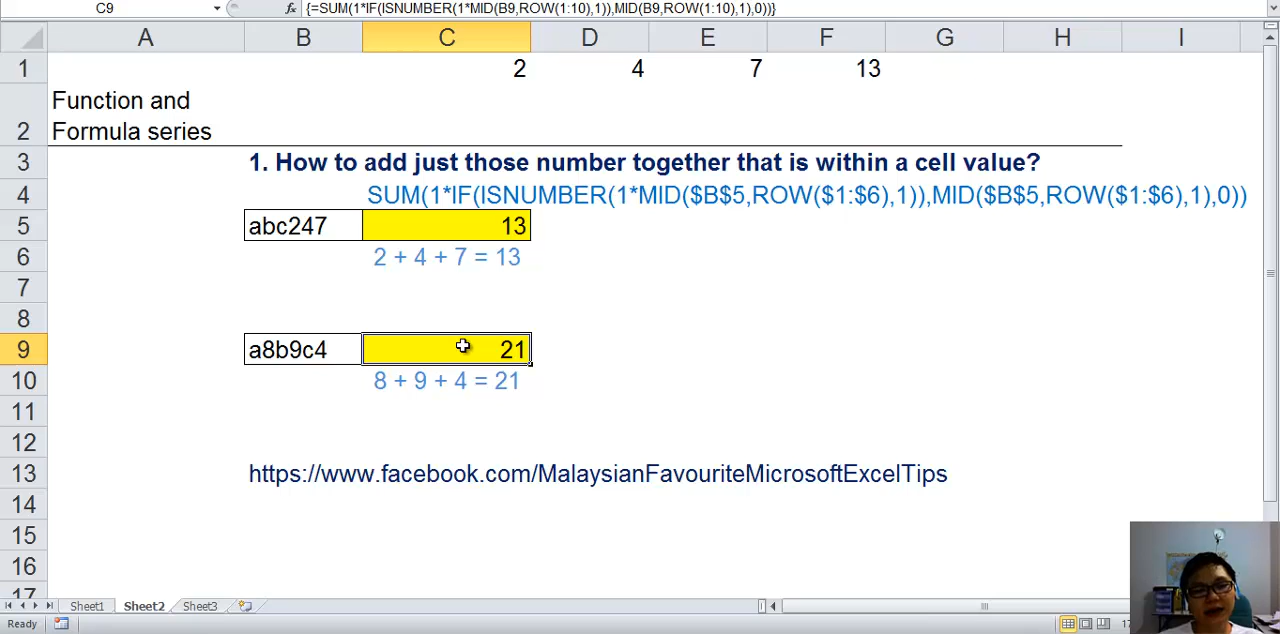 C9 fx {=SUM(1*IF(ISNUMBER(1*MID(B9,ROW(1:10),1)),MID(B9,ROW(1:10),1),0))}
A B C D E F G H I
1 2 4 7 13
Function and
2 Formula series
3 1. How to add just those number together that is within a cell value?
4 SUM(1*IF(ISNUMBER(1*MID($B$5,ROW($1:$6),1)),MID($B$5,ROW($1:$6),1),0))
5 abc247 13
6 2 + 4 + 7 = 13
7
8
9 a8b9c4 21
10 8 + 9 + 4 = 21
11
12
13 https://www.facebook.com/MalaysianFavouriteMicrosoftExcelTips
14
15
16
17
Sheet1 Sheet2 Sheet3
Ready